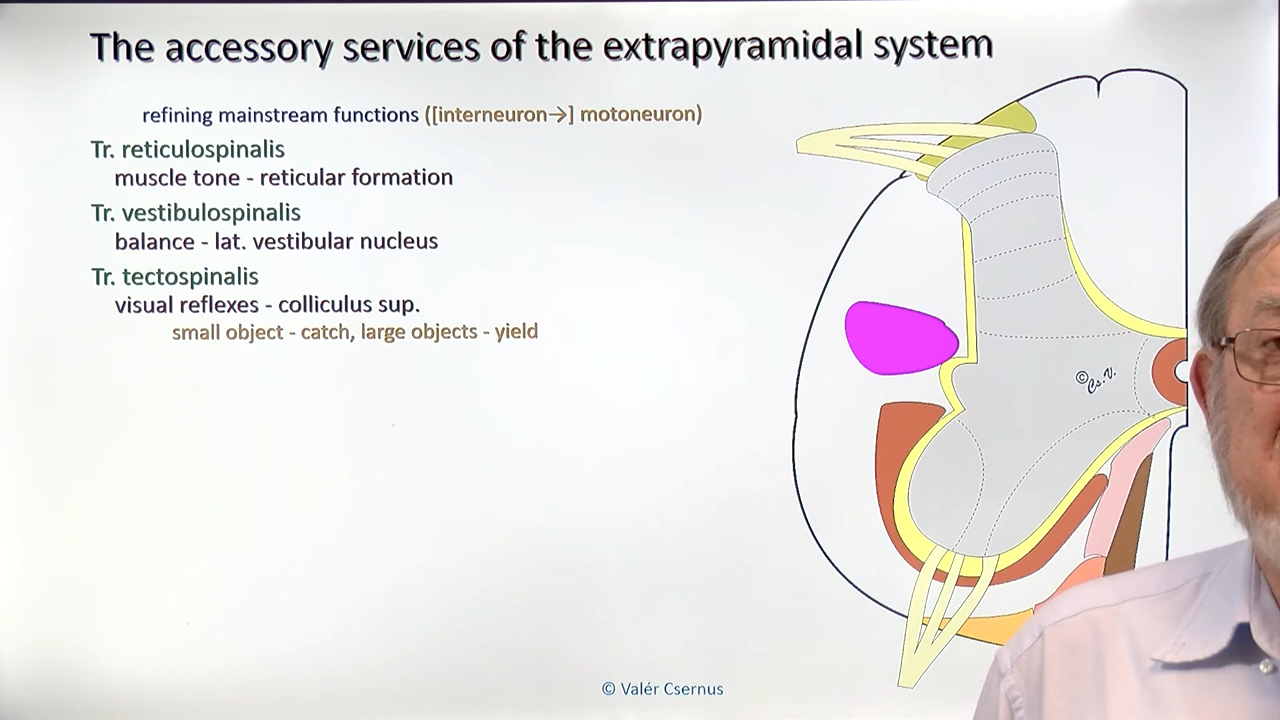 The accessory services of the extrapyramidal system
refining mainstream functions ([interneuron→] motoneuron)
Tr. reticulospinalis
muscle tone - reticular formation
Tr. vestibulospinalis
balance - lat. vestibular nucleus
Tr. tectospinalis
visual reflexes - colliculus sup.
small object - catch, large objects - yield
©Cs.V.
© Valér Csernus